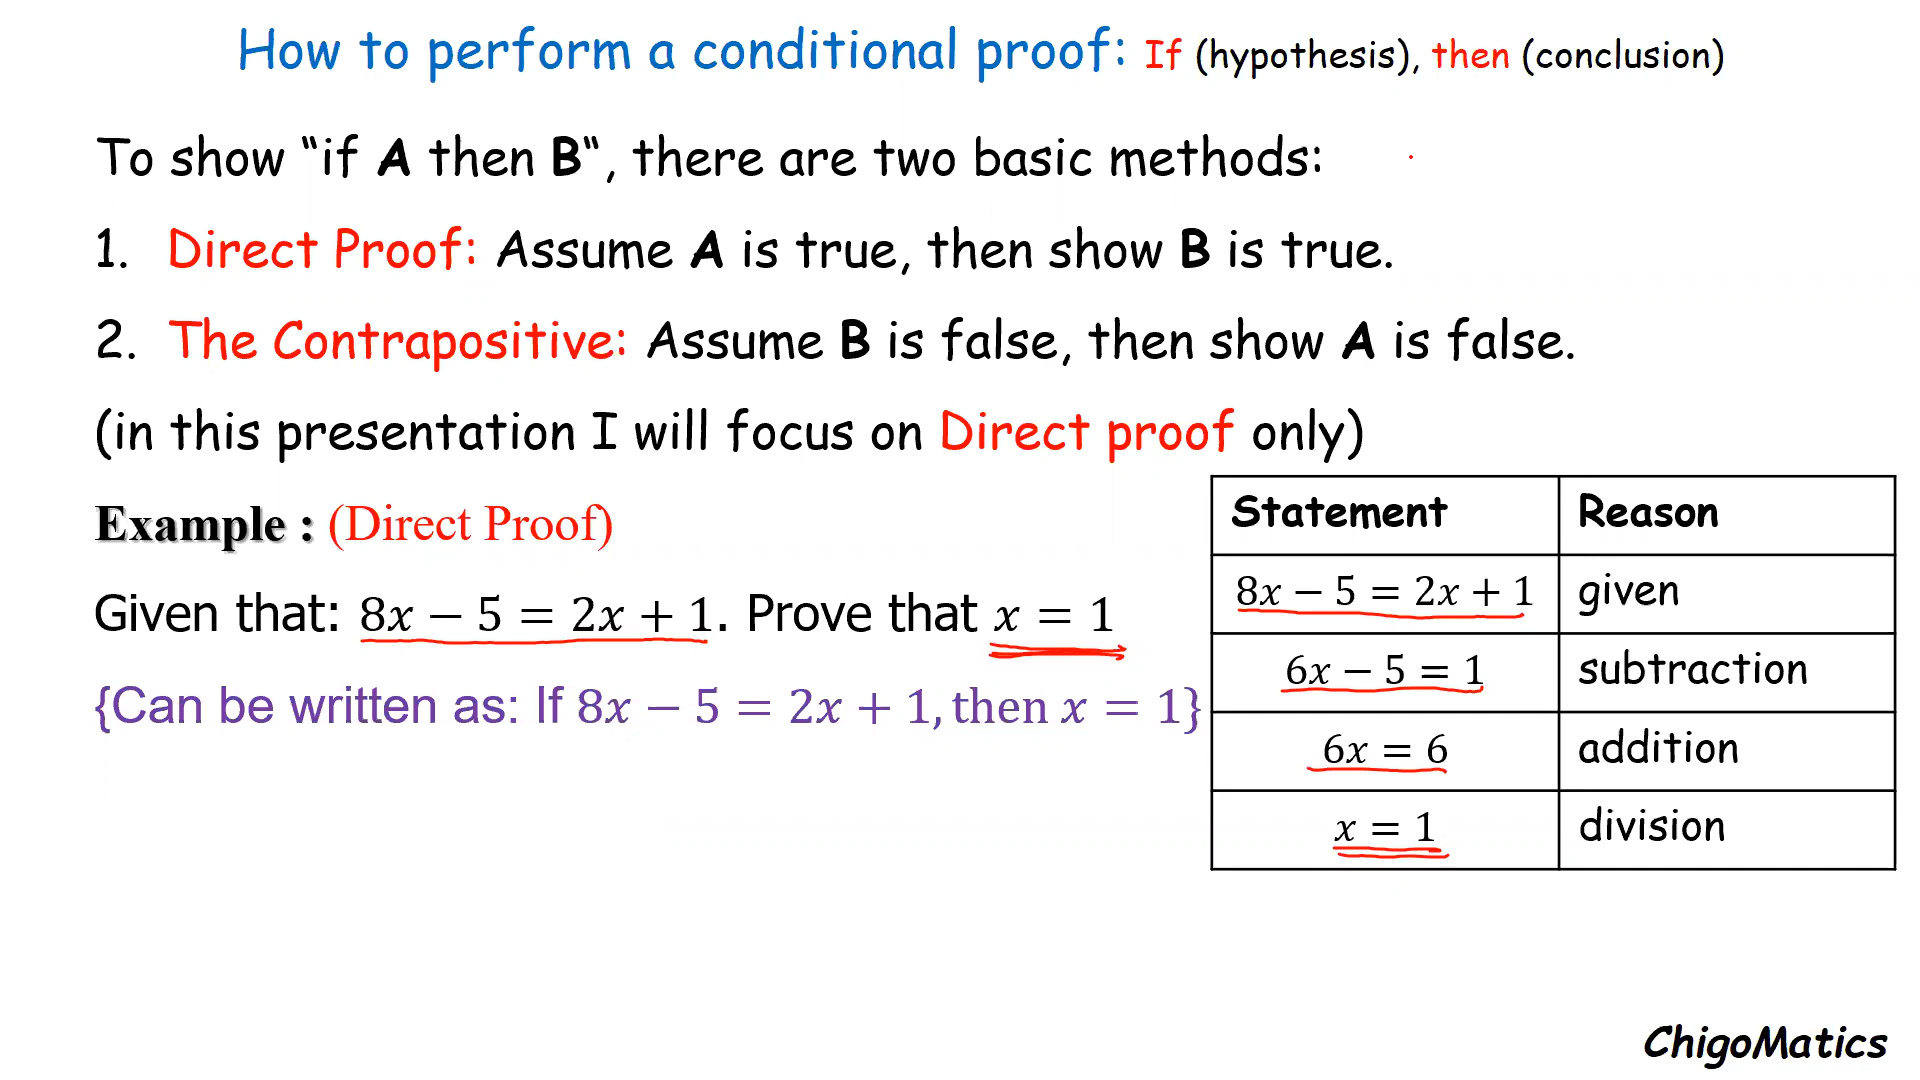 How to perform a conditional proof: If (hypothesis), then (conclusion)
To show “if A then B“, there are two basic methods:
1. Direct Proof: Assume A is true, then show B is true.
2. The Contrapositive: Assume B is false, then show A is false.
(in this presentation I will focus on Direct proof only)
Example : (Direct Proof)
Given that: 8x − 5 = 2x + 1. Prove that x = 1
{Can be written as: If 8x − 5 = 2x + 1, then x = 1}
Statement Reason
8x − 5 = 2x + 1 given
6x − 5 = 1 subtraction
6x = 6 addition
x = 1 division
ChigoMatics